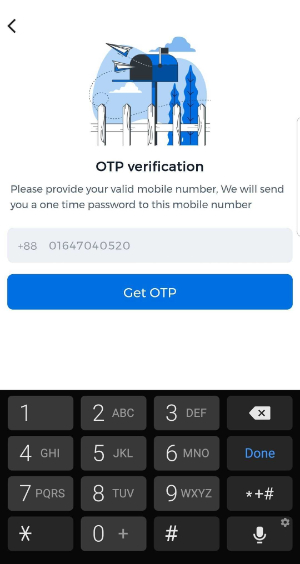 OTP verification
Please provide your valid mobile number, We will send
you a one time password to this mobile number
+88 01647040520
Get OTP
1 2 ABC 3 DEF
4 GHI 5 JKL 6 MNO Done
7 PQRS 8 TUV 9 WXYZ *+#
* 0 + #